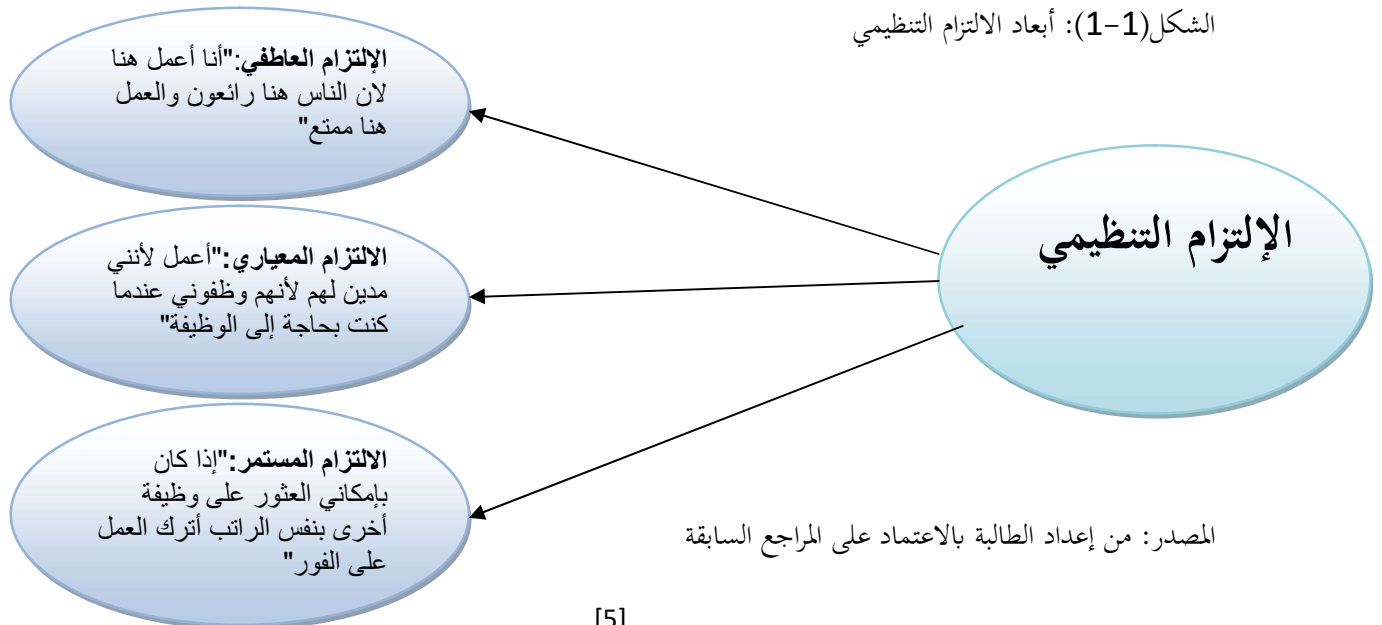 الشكل(1-1): أبعاد الالتزام التنظيمي
الإلتزام التنظيمي
الإلتزام العاطفي:"أنا أعمل هنا
لان الناس هنا رائعون والعمل
هنا ممتع"
الالتزام المعياري:"أعمل لأنني
مدين لهم لأنهم وظفوني عندما
كنت بحاجة إلى الوظيفة"
الالتزام المستمر:"إذا كان
بإمكاني العثور على وظيفة
أخرى بنفس الراتب أترك العمل
على الفور"
المصدر: من إعداد الطالبة بالاعتماد على المراجع السابقة
[5]